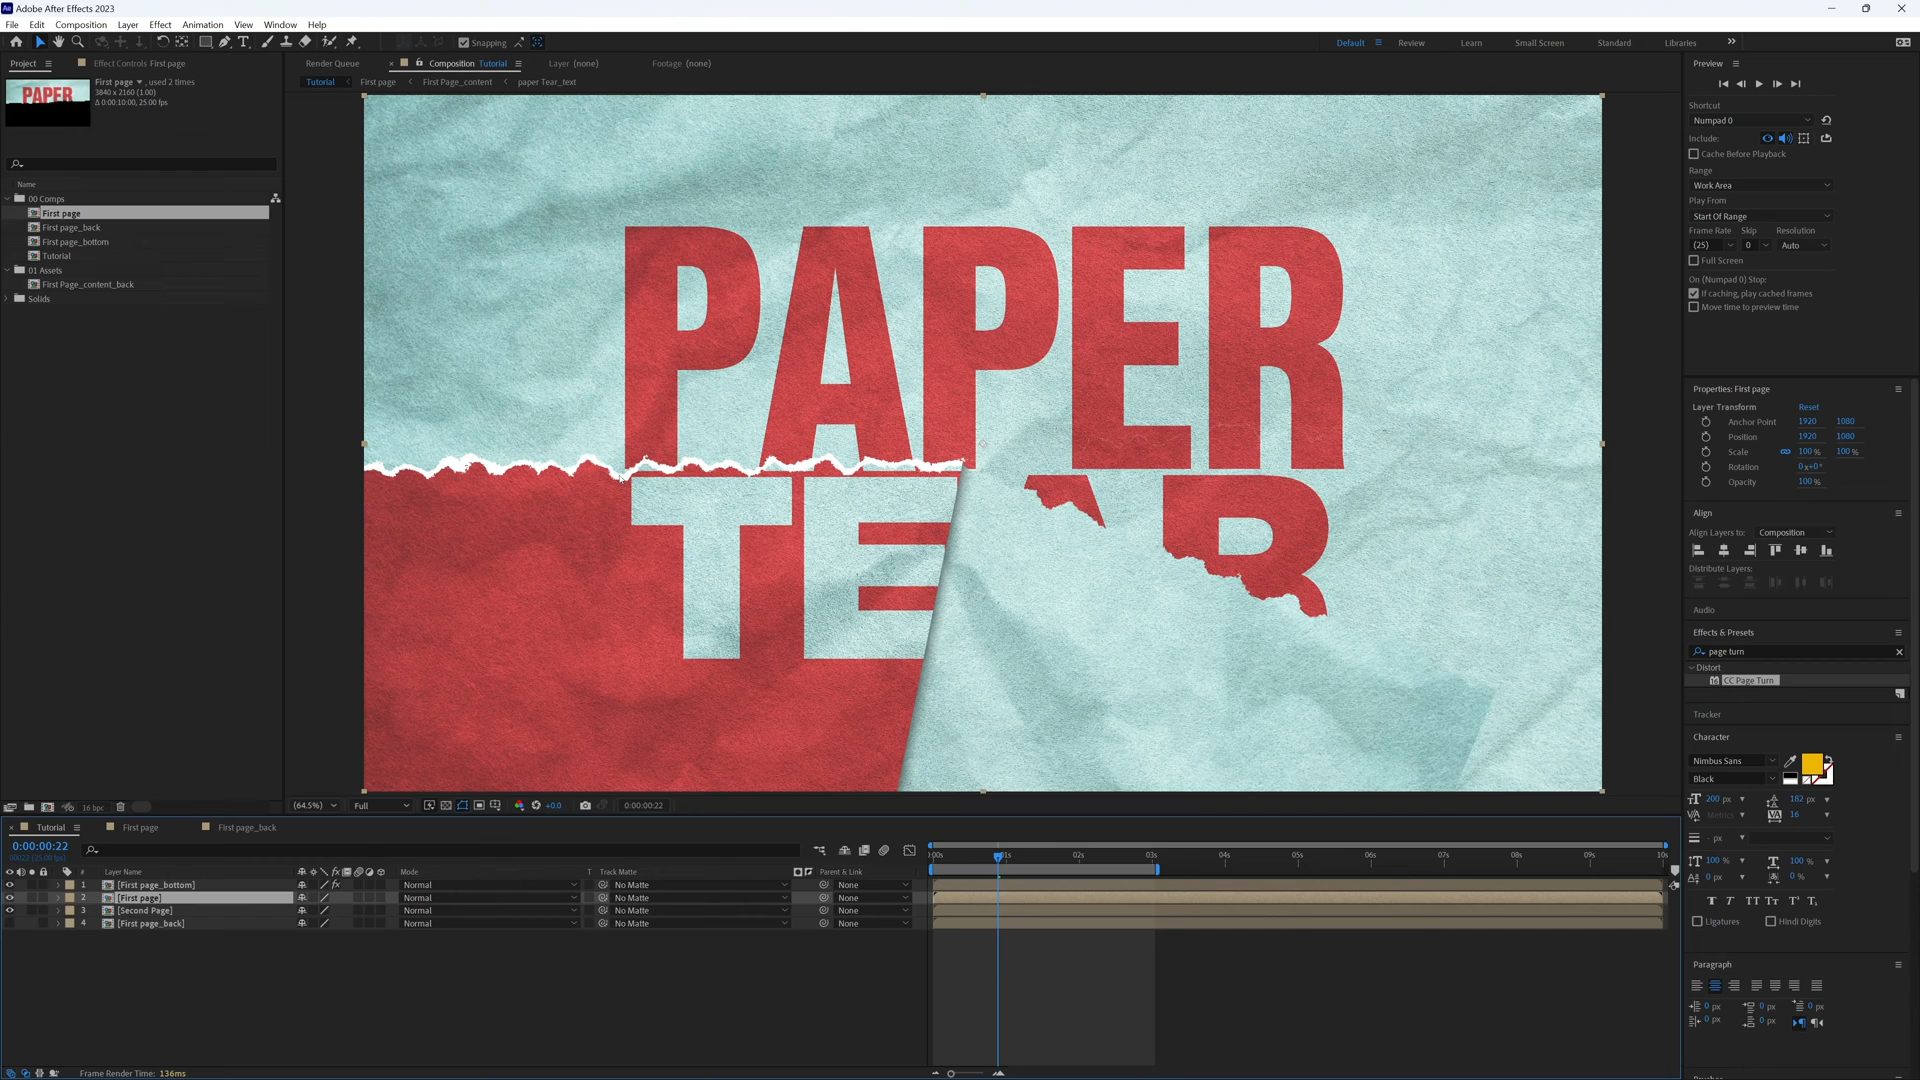 Adobe After Effects 2023
File Edit Composition Layer Effect Animation View Window Help
Snapping
Default Review Learn Small Screen Standard Libraries
Project Effect Controls First page
Render Queue Composition Tutorial Layer (none) Footage (none)
Preview
Tutorial First page First Page_content paper Tear_text
First page , used 2 times
3840 x 2160 (1.00)
Δ 0:00:10:00, 25.00 fps
PAPER
Name
00 Comps
First page
First page_back
First page_bottom
Tutorial
01 Assets
First Page_content_back
Solids
PAPER
TE R
Shortcut
Numpad 0
Include:
Cache Before Playback
Range
Work Area
Play From
Start Of Range
Frame Rate Skip Resolution
(25) 0 Auto
Full Screen
On (Numpad 0) Stop:
If caching, play cached frames
Move time to preview time
Properties: First page
Layer Transform Reset
Anchor Point 1920 1080
Position 1920 1080
Scale 100 % 100 %
Rotation 0x+0°
Opacity 100 %
Align
Align Layers to: Composition
Distribute Layers:
Audio
Effects & Presets
page turn
Distort
CC Page Turn
Tracker
Character
Nimbus Sans
Black
200 px 182 px
Metrics 16
- px
100 % 100 %
0 px 0 %
Ligatures Hindi Digits
Paragraph
0 px 0 px 0 px
0 px 0 px
16 bpc
(64.5%) Full +0.0 0:00:00:22
Tutorial First page First page_back
0:00:00:22
00022 (25.00 fps)
# Layer Name Mode T Track Matte Parent & Link
1 [First page_bottom] Normal No Matte None
2 [First page] Normal No Matte None
3 [Second Page] Normal No Matte None
4 [First page_back] Normal No Matte None
:00s 01s 02s 03s 04s 05s 06s 07s 08s 09s 10s
Frame Render Time: 136ms